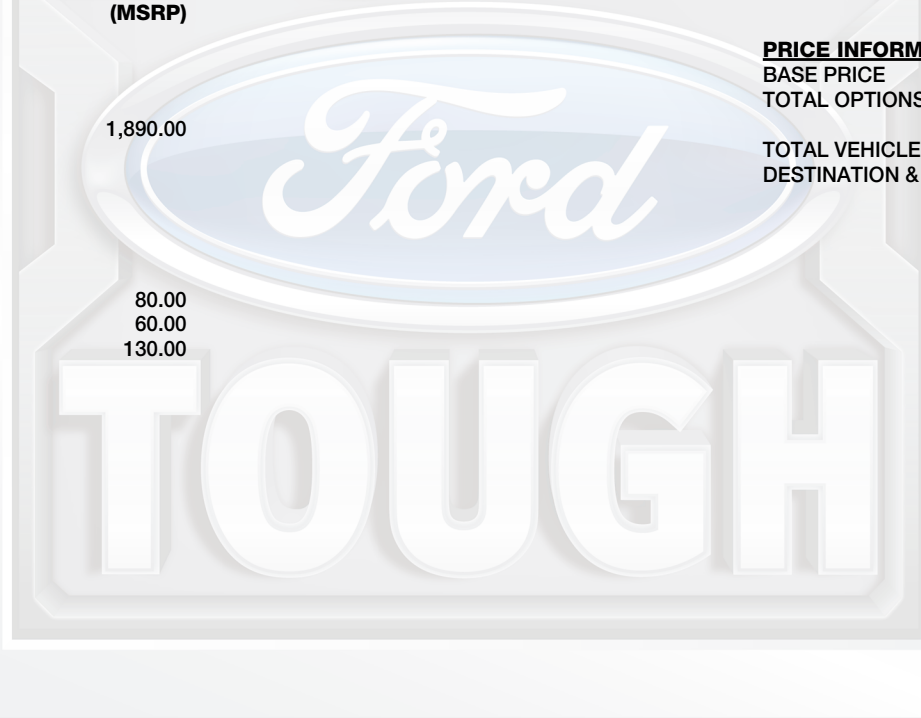 (MSRP)
PRICE INFORM
BASE PRICE
TOTAL OPTIONS
1,890.00
TOTAL VEHICLE
DESTINATION &
80.00
60.00
130.00
Ford
TOUGH